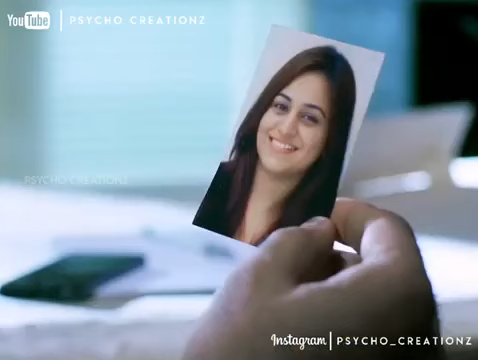 YouTube | PSYCHO CREATIONZ
PSYCHO CREATIONZ
Instagram | PSYCHO_CREATIONZ